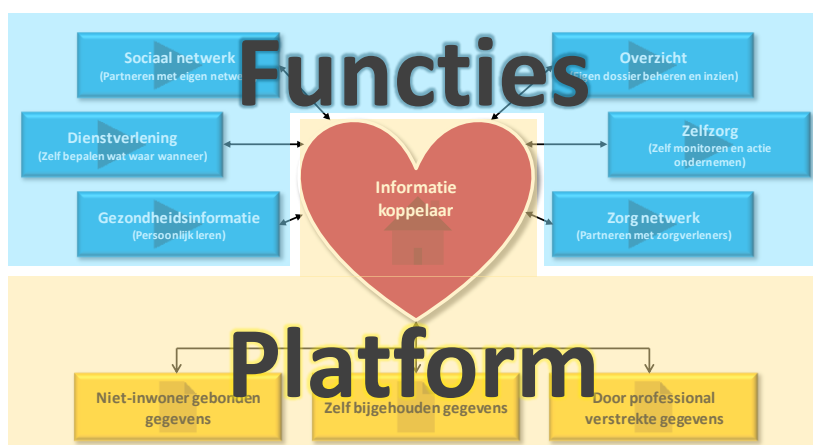 Functies
Sociaal netwerk
(Partneren met eigen netwe
Overzicht
(Eigen dossier beheren en inzien)
Dienstverlening
(Zelf bepalen wat waar wanneer)
Zelfzorg
(Zelf monitoren en actie
ondernemen)
Informatie
koppelaar
Gezondheidsinformatie
(Persoonlijk leren)
Zorg netwerk
(Partneren met zorgverleners)
Platform
Niet-inwoner gebonden
gegevens
Zelf bijgehouden gegevens
Door professional
verstrekte gegevens